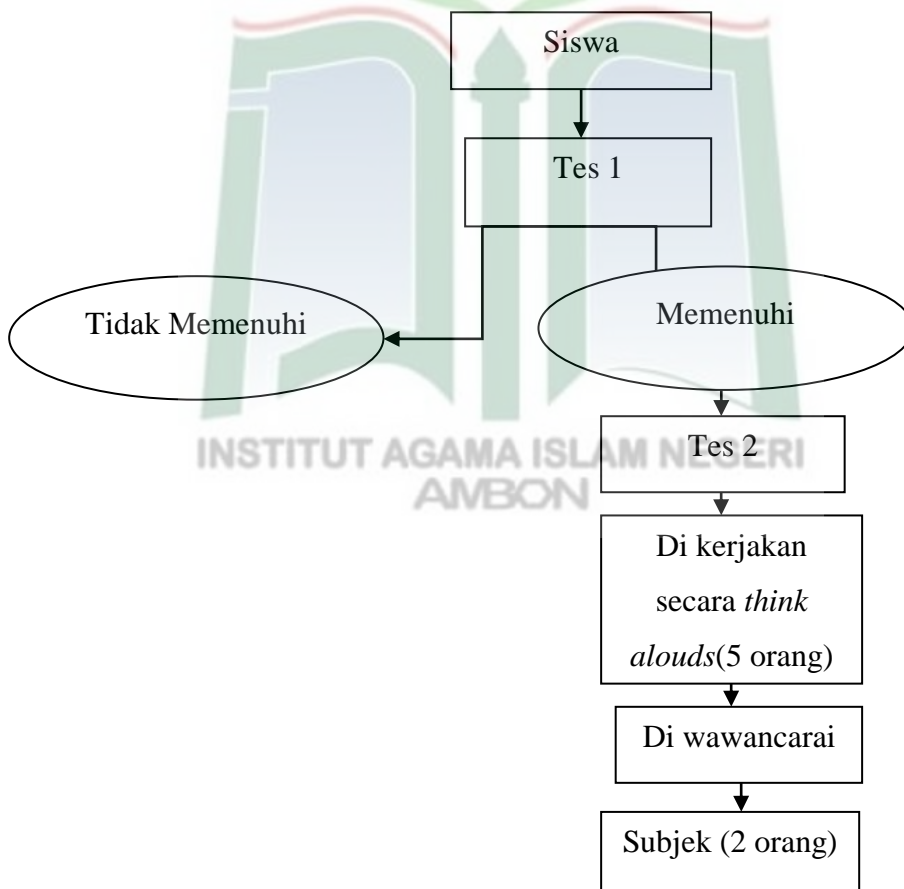 Siswa
Tes 1
Tidak Memenuhi
Memenuhi
INSTITUT AGAMA ISLAM NEGERI
AMBON
Tes 2
Di kerjakan
secara think
alouds(5 orang)
Di wawancarai
Subjek (2 orang)